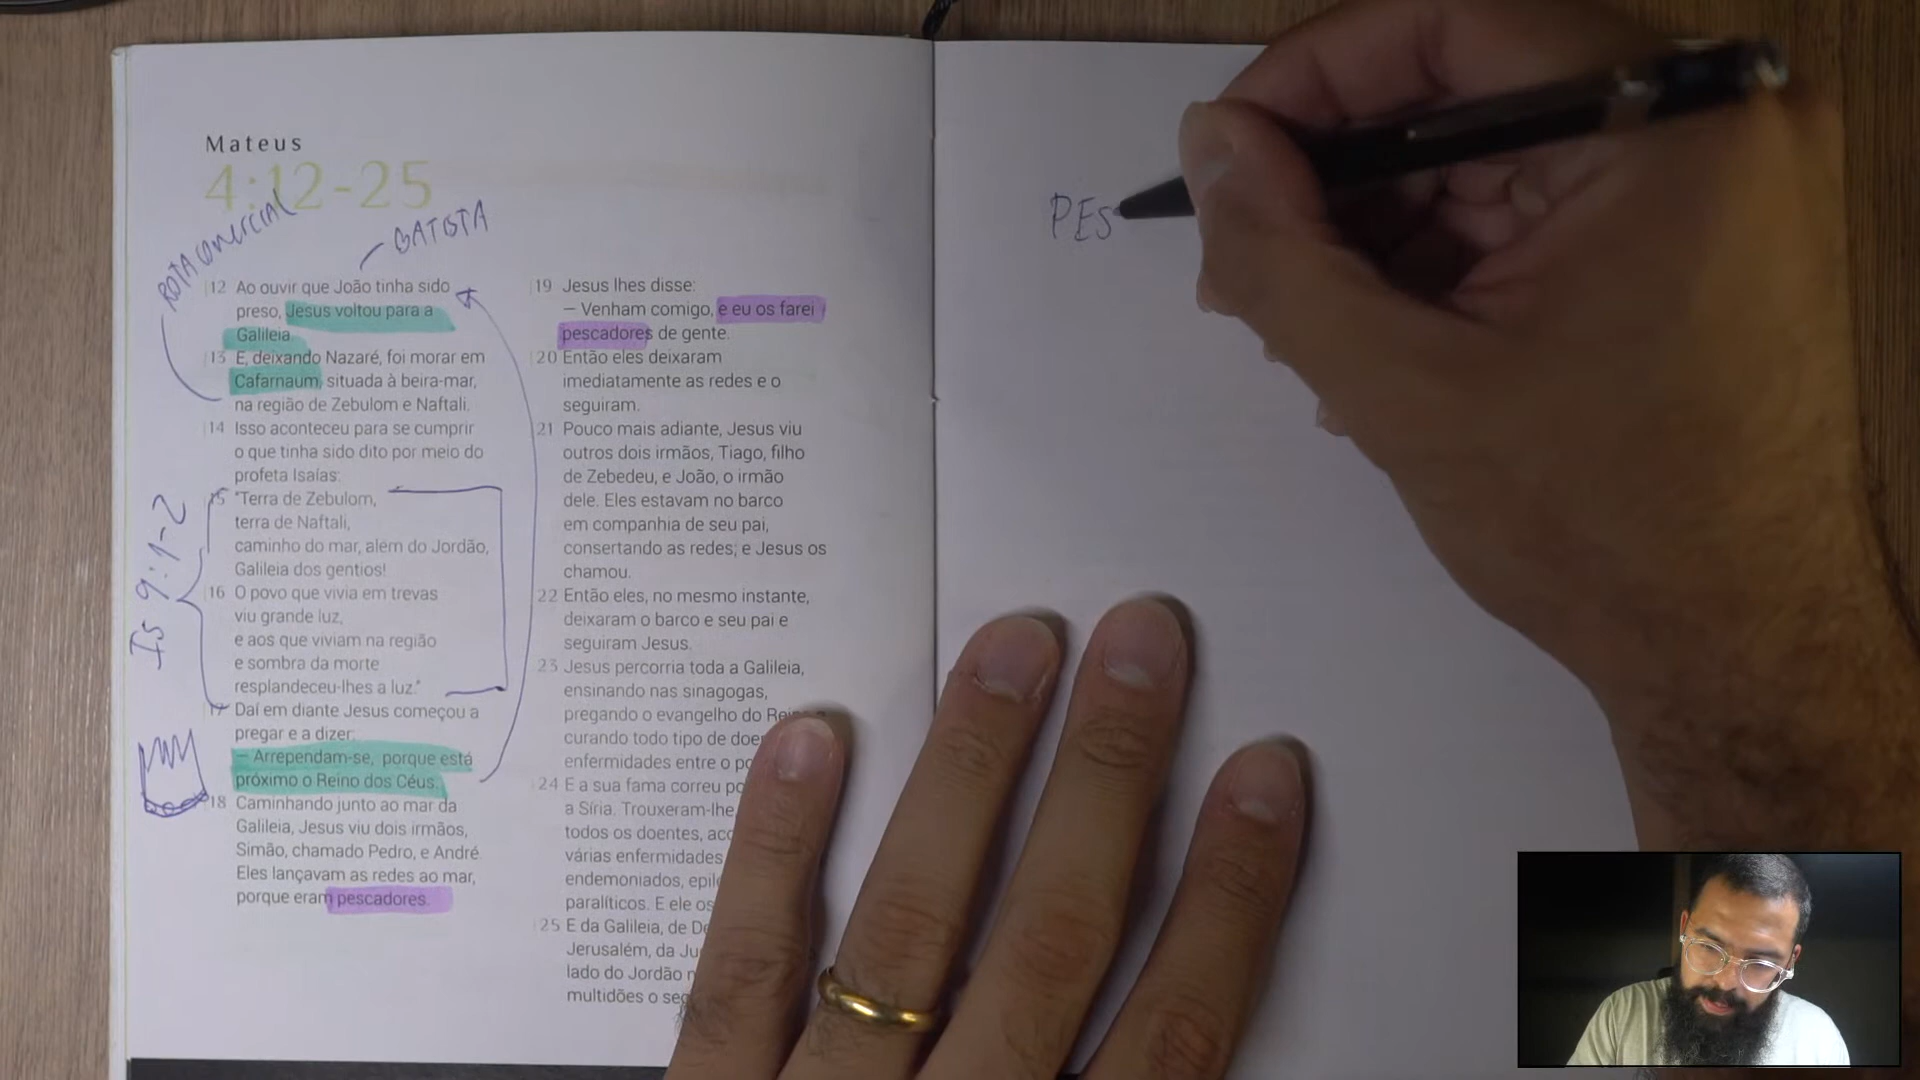 Mateus
4:12-25
ROTA COMERCIAL
BATISTA
12 Ao ouvir que João tinha sido
preso, Jesus voltou para a
Galileia.
13 E, deixando Nazaré, foi morar em
Cafarnaum, situada à beira-mar,
na região de Zebulom e Naftali.
14 Isso aconteceu para se cumprir
o que tinha sido dito por meio do
profeta Isaías:
15 "Terra de Zebulom,
terra de Naftali,
caminho do mar, além do Jordão,
Galileia dos gentios!
16 O povo que vivia em trevas
viu grande luz,
e aos que viviam na região
e sombra da morte
resplandeceu-lhes a luz."
17 Daí em diante Jesus começou a
pregar e a dizer:
— Arrependam-se, porque está
próximo o Reino dos Céus.
18 Caminhando junto ao mar da
Galileia, Jesus viu dois irmãos,
Simão, chamado Pedro, e André.
Eles lançavam as redes ao mar,
porque eram pescadores.
Is 9:1-2
19 Jesus lhes disse:
— Venham comigo, e eu os farei
pescadores de gente.
20 Então eles deixaram
imediatamente as redes e o
seguiram.
21 Pouco mais adiante, Jesus viu
outros dois irmãos, Tiago, filho
de Zebedeu, e João, o irmão
dele. Eles estavam no barco
em companhia de seu pai,
consertando as redes; e Jesus os
chamou.
22 Então eles, no mesmo instante,
deixaram o barco e seu pai e
seguiram Jesus.
23 Jesus percorria toda a Galileia,
ensinando nas sinagogas,
pregando o evangelho do
curando todo tipo de
enfermidades entre o
24 E a sua fama correu
a Síria. Trouxeram-lhe,
todos os doentes,
várias enfermidades
endemoniados,
paralíticos. E ele os
25 E da Galileia, de
Jerusalém, da
lado do Jordão
multidões o
PES